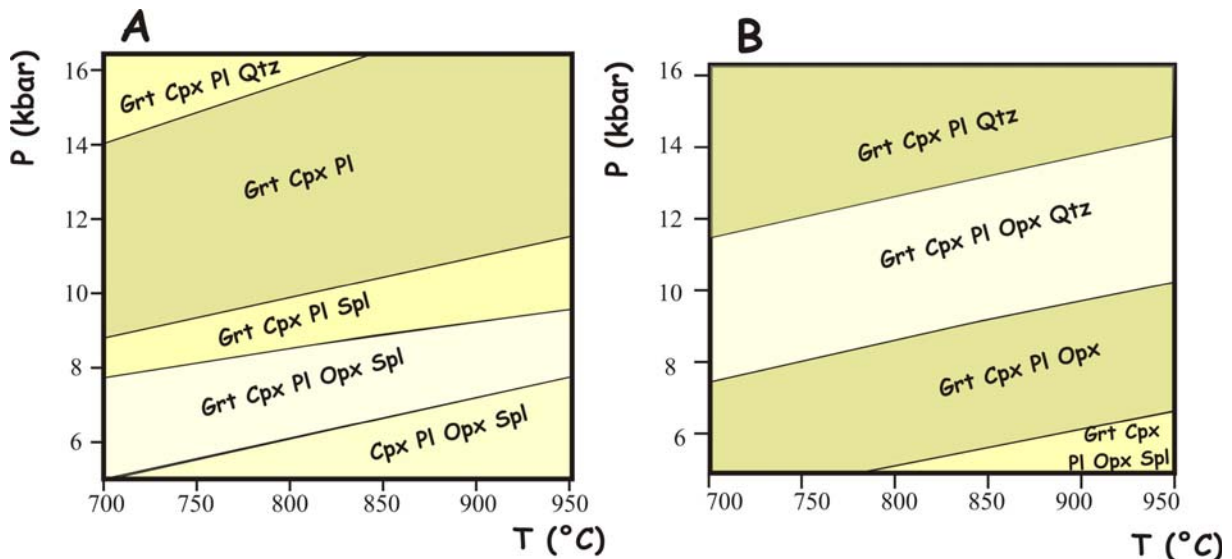 A
P (kbar)
16
14
12
10
8
6
Grt Cpx Pl Qtz
Grt Cpx Pl
Grt Cpx Pl Spl
Grt Cpx Pl Opx Spl
Cpx Pl Opx Spl
700 750 800 850 900 950
T (°C)
B
P (kbar)
16
14
12
10
8
6
Grt Cpx Pl Qtz
Grt Cpx Pl Opx Qtz
Grt Cpx Pl Opx
Grt Cpx
Pl Opx Spl
700 750 800 850 900 950
T (°C)